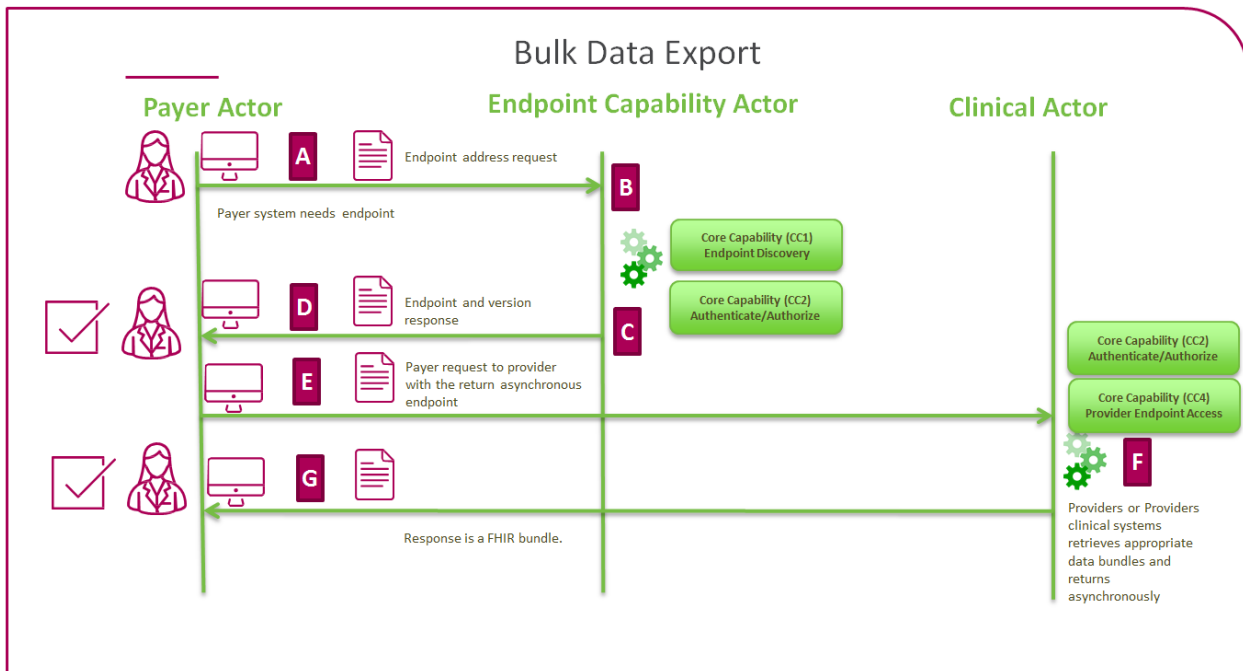 Bulk Data Export
Payer Actor
Endpoint Capability Actor
Clinical Actor
A
Endpoint address request
B
Payer system needs endpoint
Core Capability (CC1)
Endpoint Discovery
D
Endpoint and version
response
Core Capability (CC2)
Authenticate/Authorize
C
Core Capability (CC2)
Authenticate/Authorize
E
Payer request to provider
with the return asynchronous
endpoint
Core Capability (CC4)
Provider Endpoint Access
F
G
Response is a FHIR bundle.
Providers or Providers
clinical systems
retrieves appropriate
data bundles and
returns
asynchronously